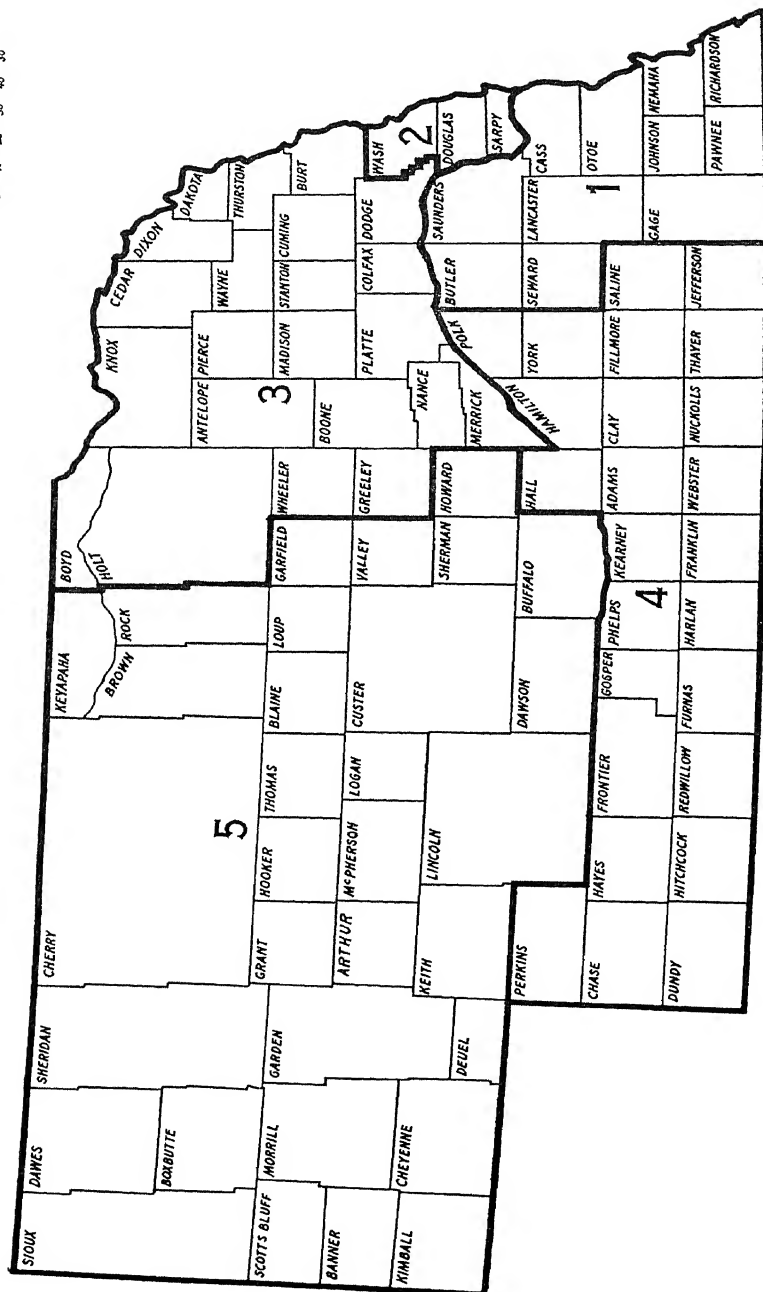 50
40
30
SIOUX
DAWES
SHERIDAN
CHERRY
KEYAPAHA
BOYD
HOLT
ROCK
BROWN
KNOX
CEDAR
DIXON
DAKOTA
BOXBUTTE
ANTELOPE
PIERCE
WAYNE
THURSTON
5
3
SCOTTS BLUFF
MORRILL
GARDEN
GRANT
HOOKER
THOMAS
BLAINE
LOUP
GARFIELD
WHEELER
BOONE
MADISON
STANTON
CUMING
BURT
BANNER
ARTHUR
MCPHERSON
LOGAN
CUSTER
VALLEY
GREELEY
NANCE
PLATTE
COLFAX
DODGE
WASH
2
KIMBALL
CHEYENNE
DEUEL
KEITH
LINCOLN
SHERMAN
HOWARD
MERRICK
POLK
BUTLER
SAUNDERS
DOUGLAS
SARPY
PERKINS
DAWSON
BUFFALO
HALL
HAMILTON
YORK
SEWARD
LANCASTER
CASS
OTOE
1
CHASE
HAYES
FRONTIER
GOSPER
PHELPS
KEARNEY
ADAMS
CLAY
FILLMORE
SALINE
GAGE
JOHNSON
NEMAHA
4
DUNDY
HITCHCOCK
REDWILLOW
FURNAS
HARLAN
FRANKLIN
WEBSTER
NUCKOLLS
THAYER
JEFFERSON
PAWNEE
RICHARDSON